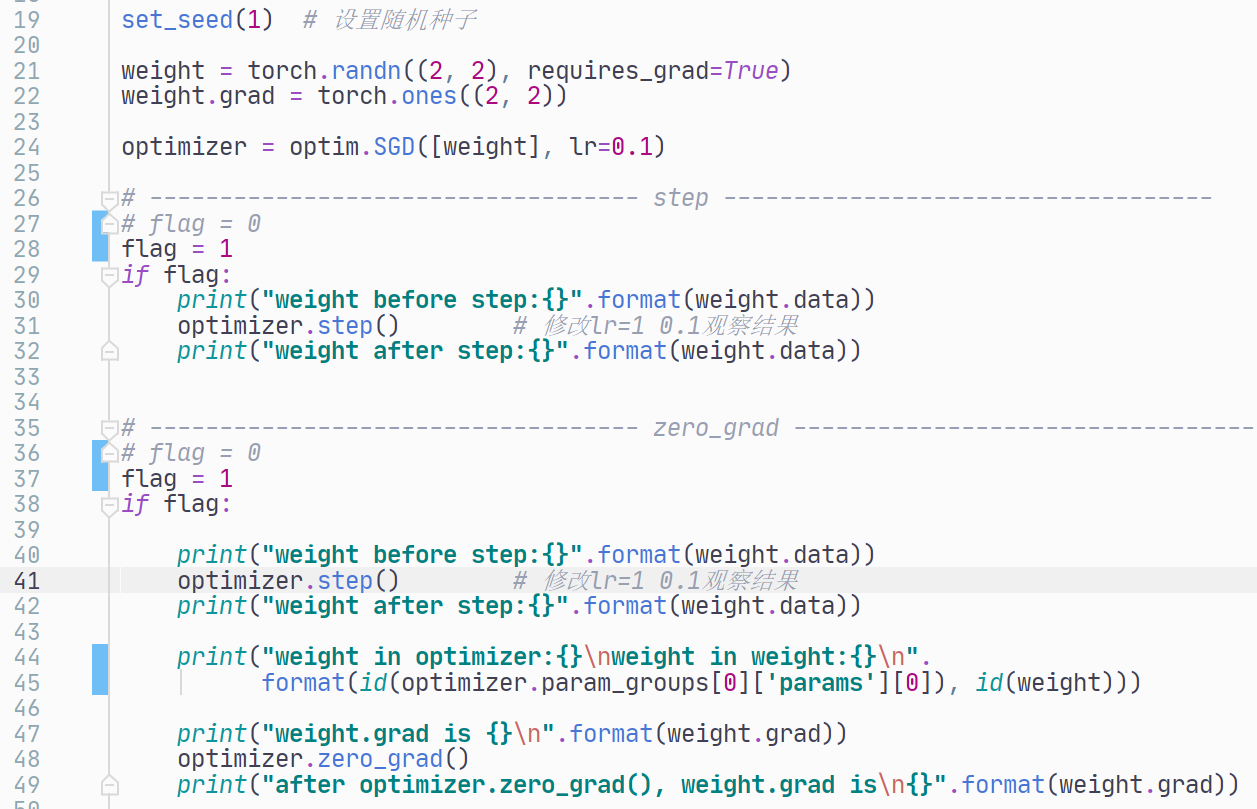 19 set_seed(1)  # 设置随机种子
20
21 weight = torch.randn((2, 2), requires_grad=True)
22 weight.grad = torch.ones((2, 2))
23
24 optimizer = optim.SGD([weight], lr=0.1)
25
26 # ----------------------------------- step -----------------------------------
27 # flag = 0
28 flag = 1
29 if flag:
30     print("weight before step:{}".format(weight.data))
31     optimizer.step()        # 修改lr=1 0.1观察结果
32     print("weight after step:{}".format(weight.data))
33
34
35 # ----------------------------------- zero_grad ---------------------------------
36 # flag = 0
37 flag = 1
38 if flag:
39
40     print("weight before step:{}".format(weight.data))
41     optimizer.step()        # 修改lr=1 0.1观察结果
42     print("weight after step:{}".format(weight.data))
43
44     print("weight in optimizer:{}\nweight in weight:{}\n".
45           format(id(optimizer.param_groups[0]['params'][0]), id(weight)))
46
47     print("weight.grad is {}\n".format(weight.grad))
48     optimizer.zero_grad()
49     print("after optimizer.zero_grad(), weight.grad is\n{}".format(weight.grad))